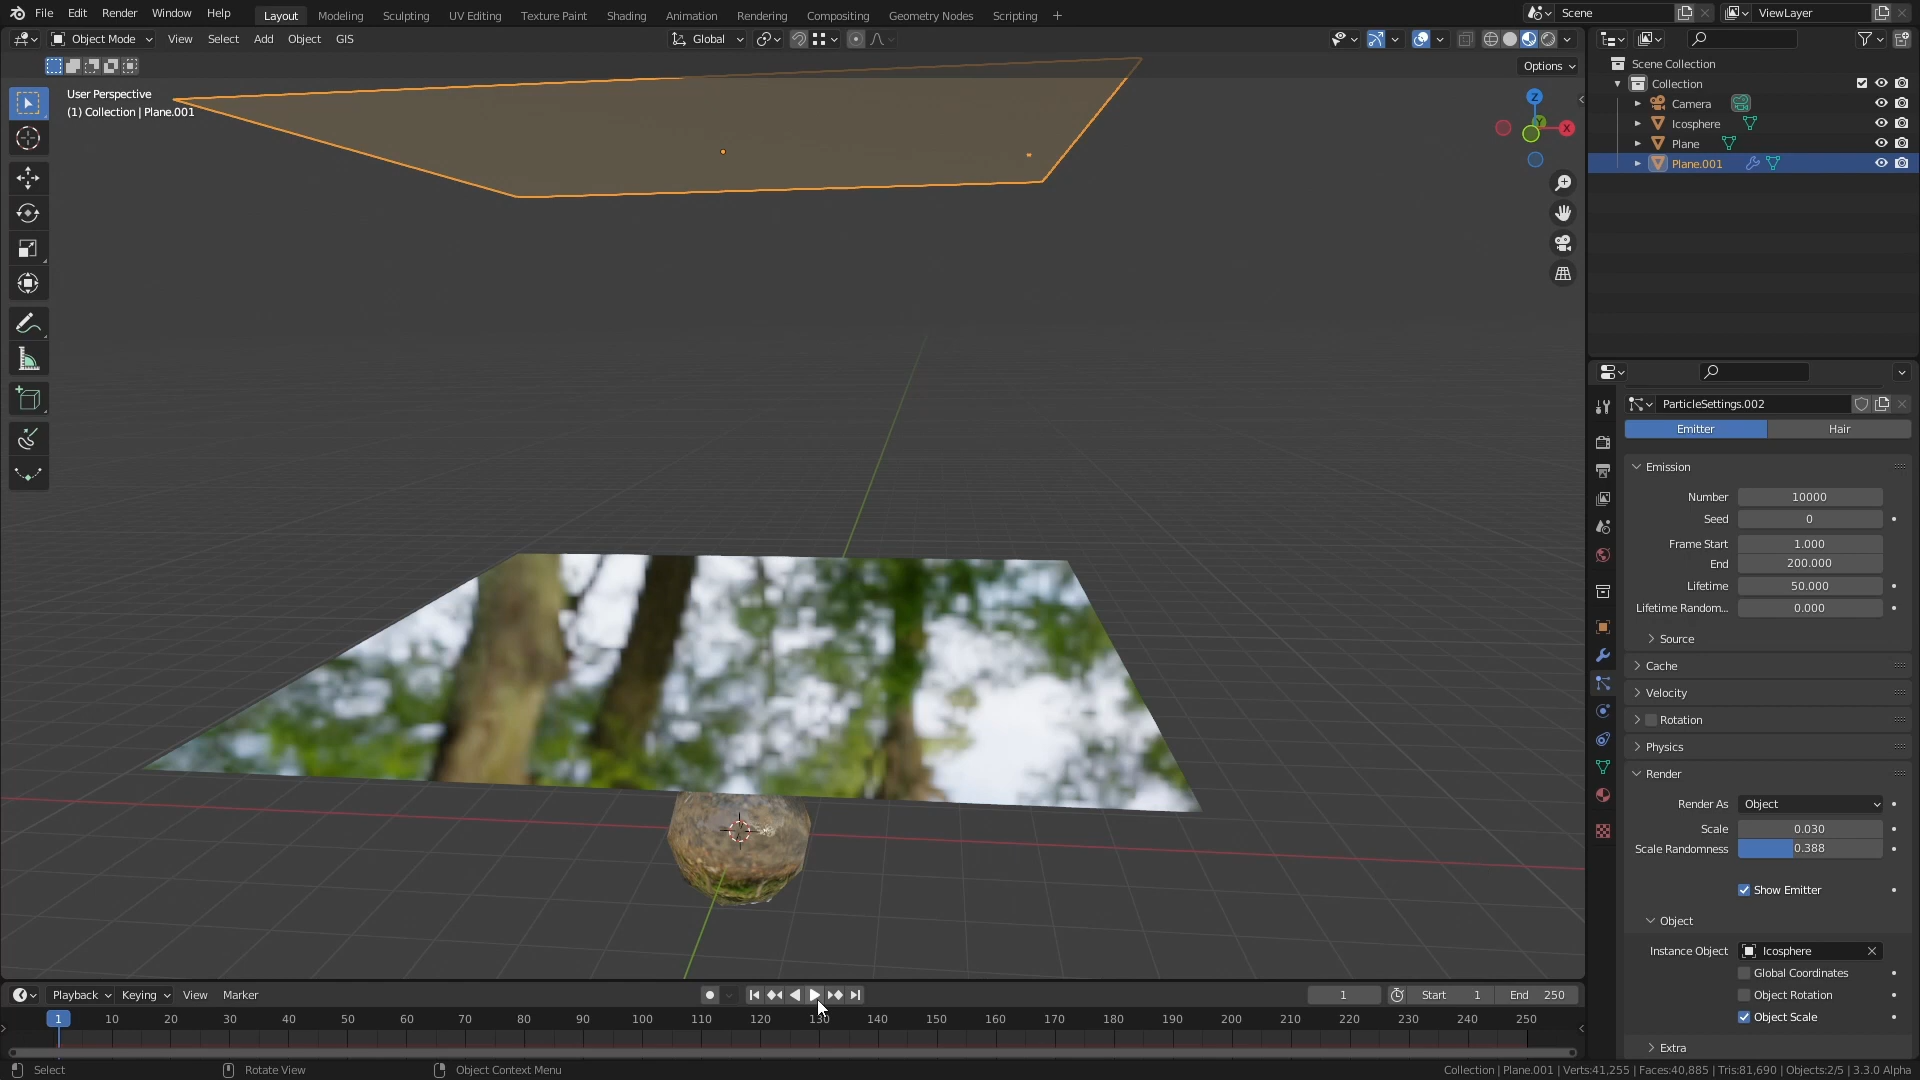 File Edit Render Window Help Layout Modeling Sculpting UV Editing Texture Paint Shading Animation Rendering Compositing Geometry Nodes Scripting + Scene ViewLayer
Object Mode View Select Add Object GIS Global
Options
User Perspective
(1) Collection | Plane.001
Z
Y
X
Scene Collection
Collection
Camera
Icosphere
Plane
Plane.001
ParticleSettings.002
Emitter Hair
Emission
Number 10000
Seed 0
Frame Start 1.000
End 200.000
Lifetime 50.000
Lifetime Random... 0.000
Source
Cache
Velocity
Rotation
Physics
Render
Render As Object
Scale 0.030
Scale Randomness 0.388
Show Emitter
Object
Instance Object Icosphere
Global Coordinates
Object Rotation
Object Scale
Extra
Playback Keying View Marker 1 Start 1 End 250
1 10 20 30 40 50 60 70 80 90 100 110 120 130 140 150 160 170 180 190 200 210 220 230 240 250
Select Rotate View Object Context Menu Collection | Plane.001 | Verts:41,255 | Faces:40,885 | Tris:81,690 | Objects:2/5 | 3.3.0 Alpha